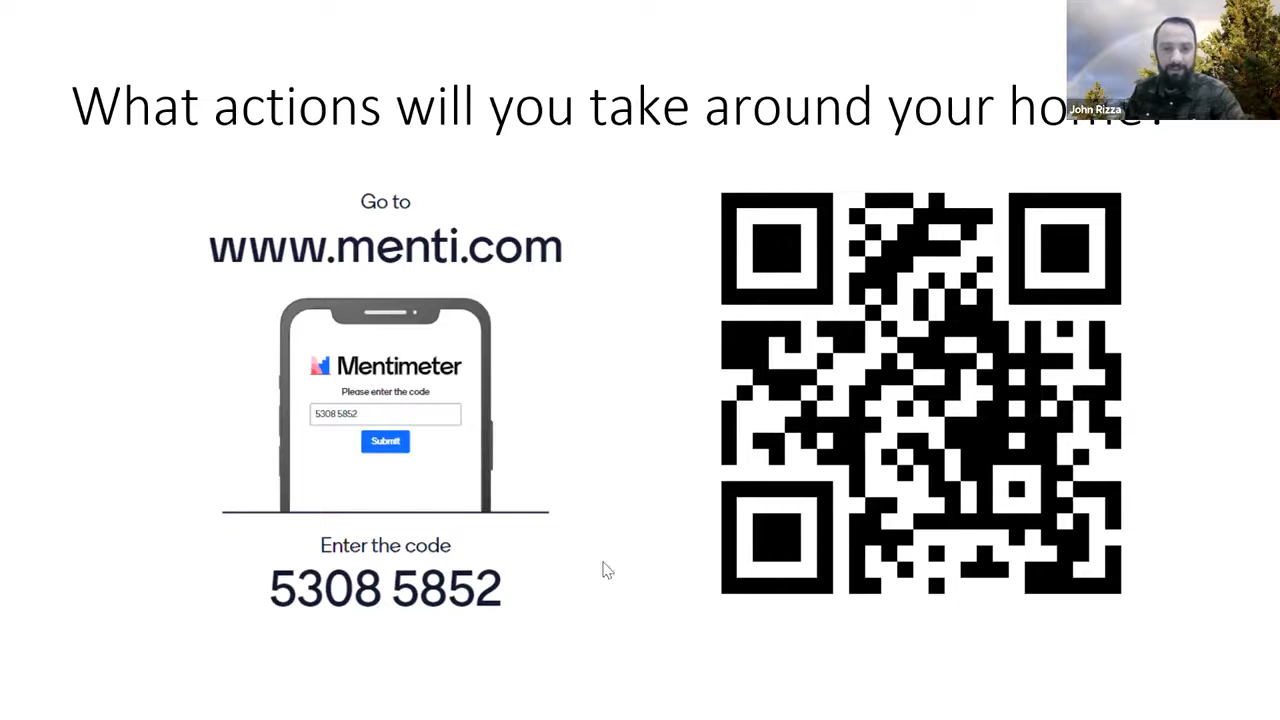 What actions will you take around your home?
John Rizza
Go to
www.menti.com
Mentimeter
Please enter the code
5308 5852
Submit
Enter the code
5308 5852